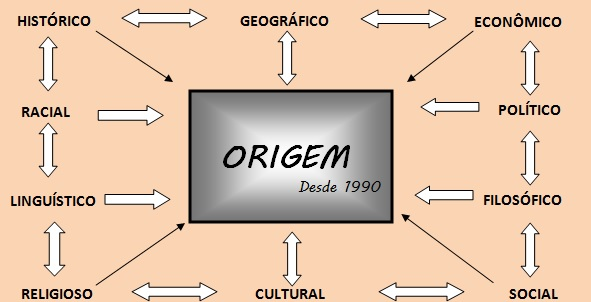 HISTÓRICO
GEOGRÁFICO
ECONÔMICO
RACIAL
POLÍTICO
ORIGEM
Desde 1990
LINGUÍSTICO
FILOSÓFICO
RELIGIOSO
CULTURAL
SOCIAL